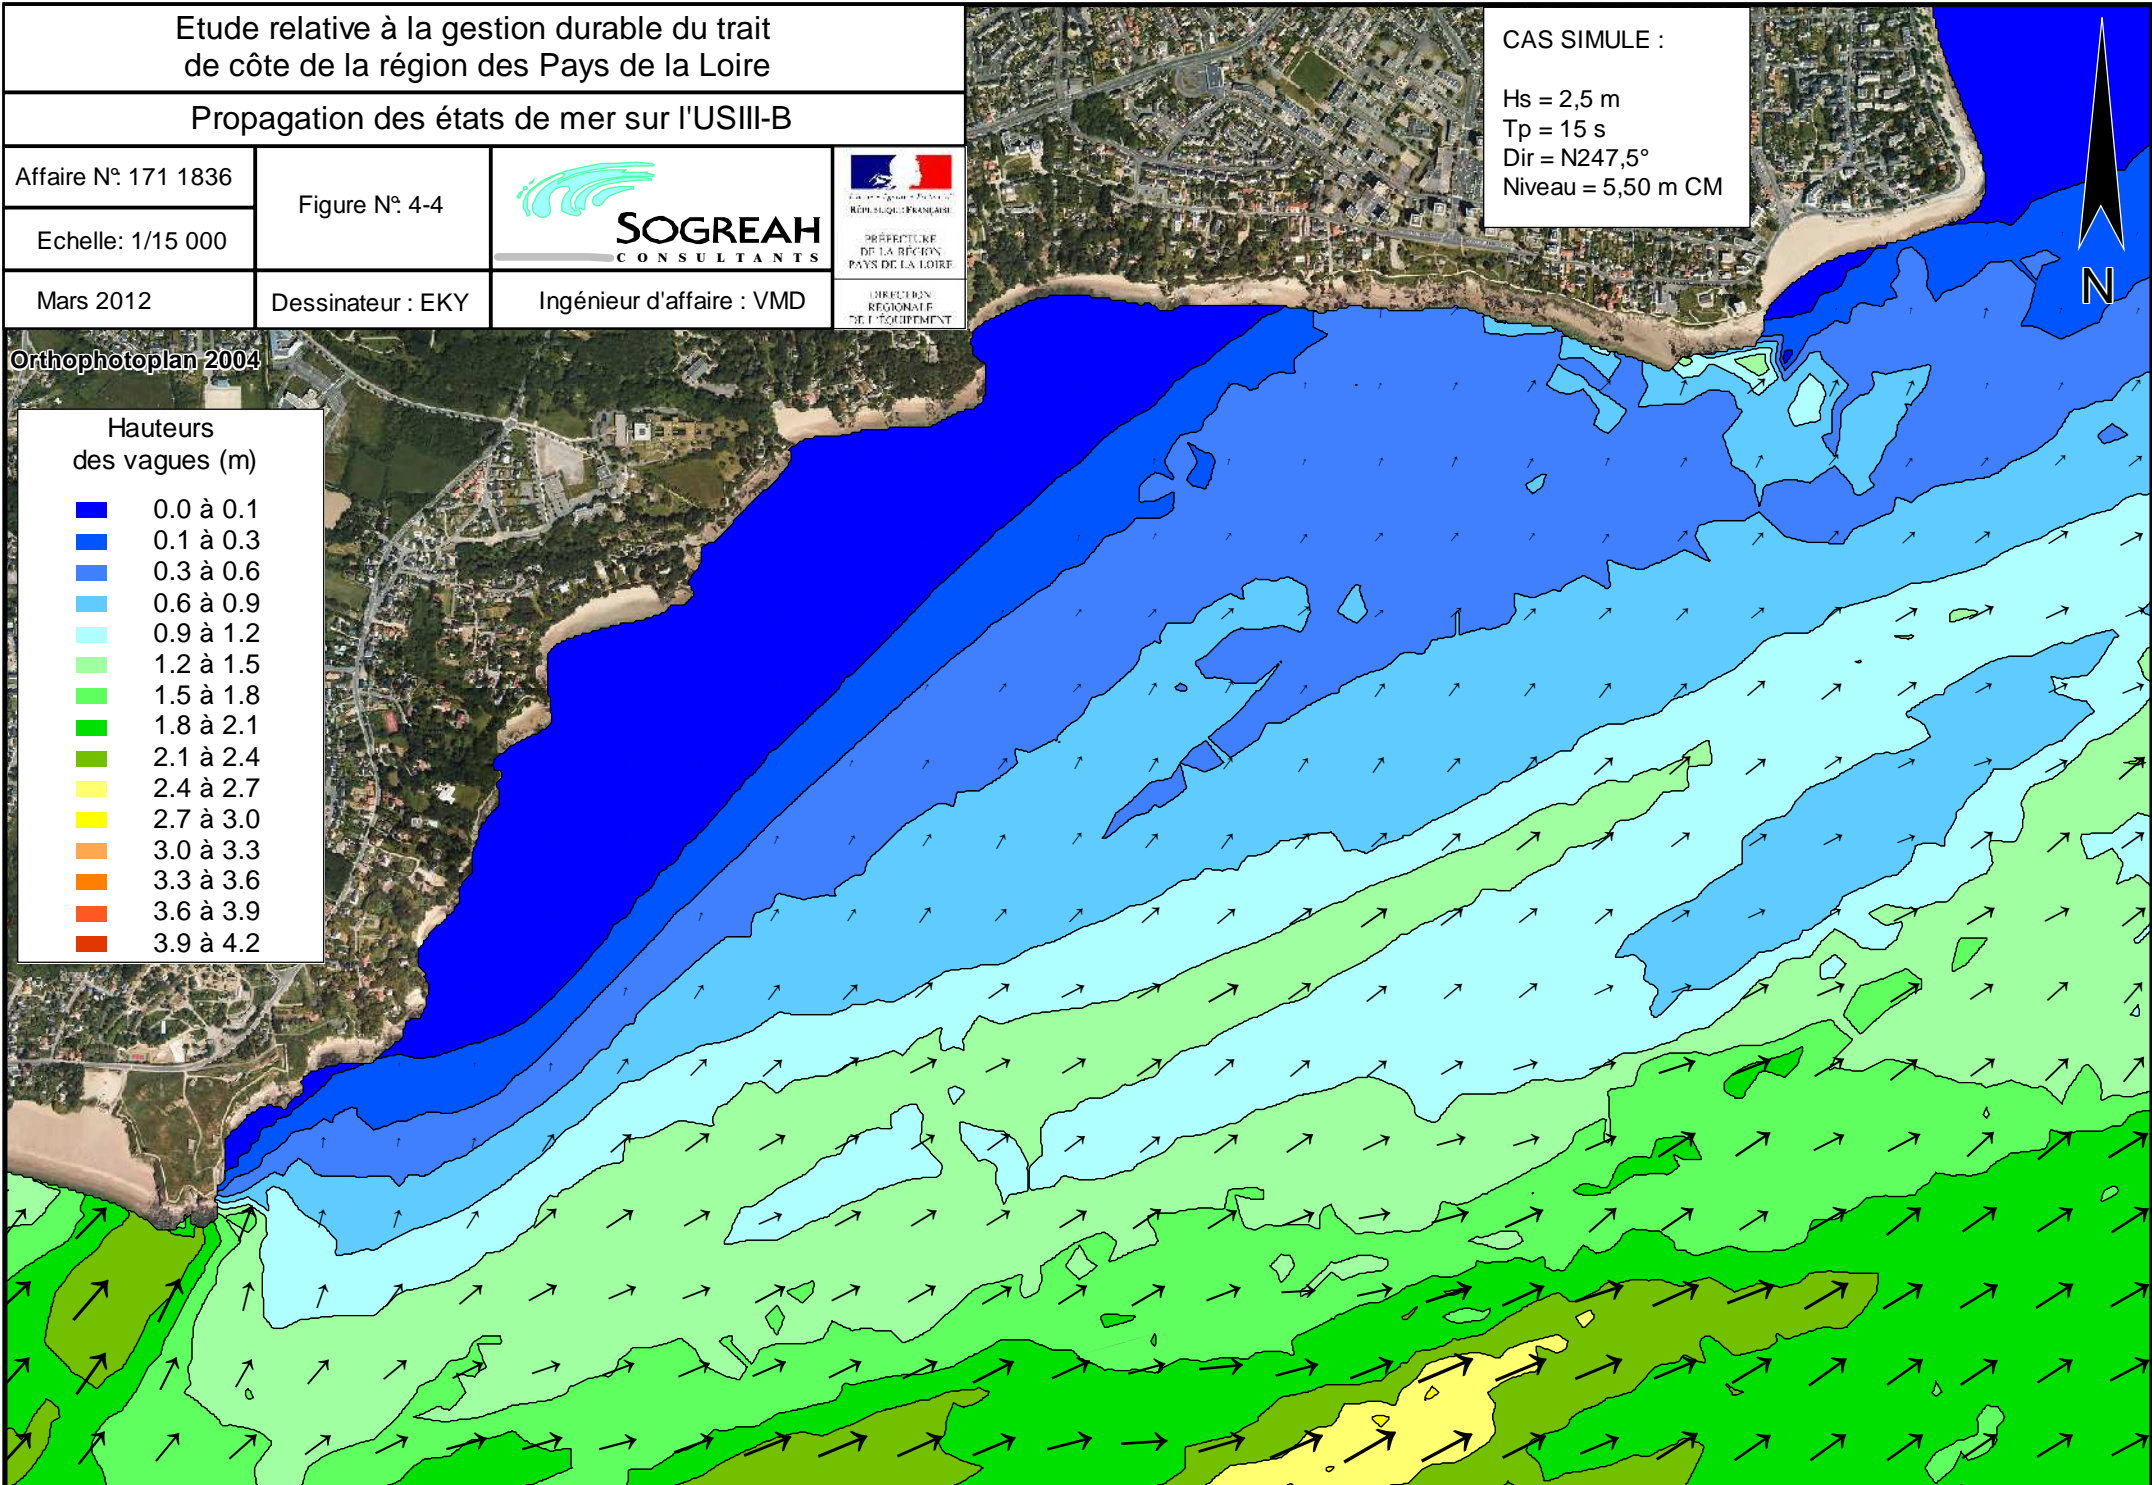 Etude relative à la gestion durable du trait
de côte de la région des Pays de la Loire
Propagation des états de mer sur l'USIII-B
Affaire N°: 171 1836
Echelle: 1/15 000
Mars 2012
Figure N°: 4-4
Dessinateur : EKY
SOGREAH
CONSULTANTS
Ingénieur d'affaire : VMD
RÉPUBLIQUE FRANÇAISE
PRÉFECTURE
DE LA RÉGION
PAYS DE LA LOIRE
DIRECTION
RÉGIONALE
DE L'ÉQUIPEMENT
CAS SIMULE :
Hs = 2,5 m
Tp = 15 s
Dir = N247,5°
Niveau = 5,50 m CM
N
Orthophotoplan 2004
Hauteurs
des vagues (m)
0.0 à 0.1
0.1 à 0.3
0.3 à 0.6
0.6 à 0.9
0.9 à 1.2
1.2 à 1.5
1.5 à 1.8
1.8 à 2.1
2.1 à 2.4
2.4 à 2.7
2.7 à 3.0
3.0 à 3.3
3.3 à 3.6
3.6 à 3.9
3.9 à 4.2